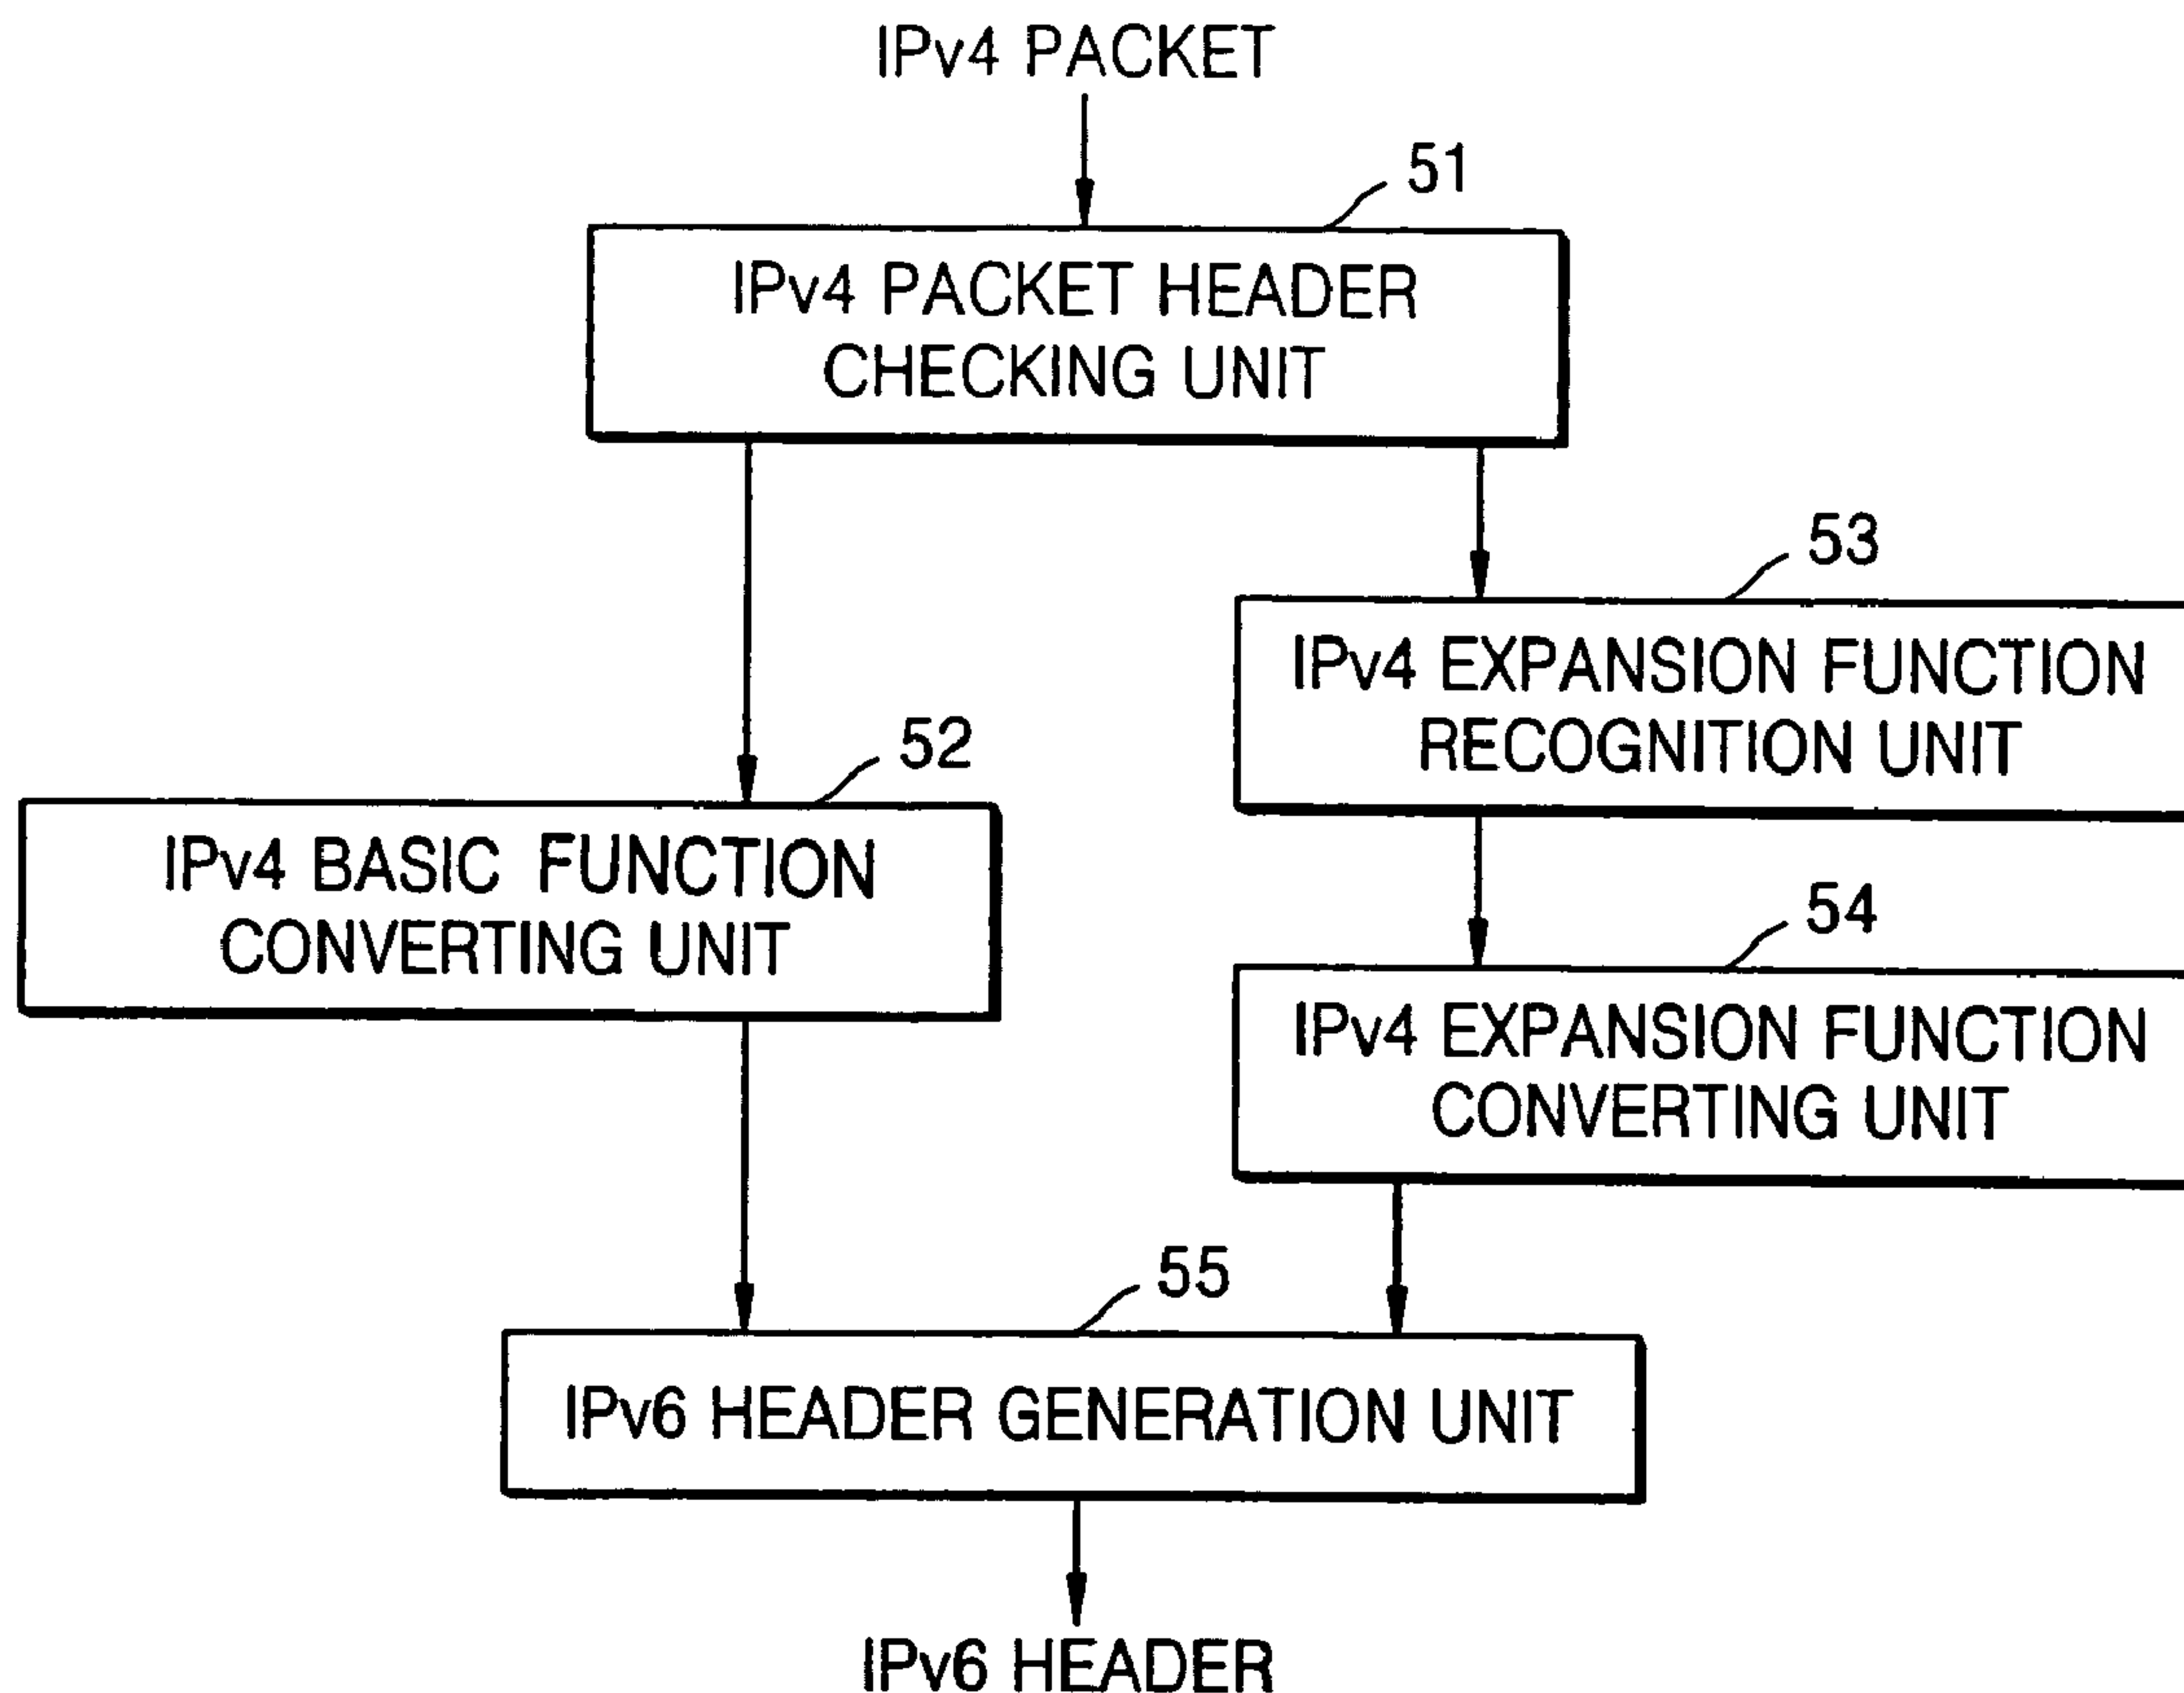 IPv4 PACKET
51
IPv4 PACKET HEADER
CHECKING UNIT
53
IPv4 EXPANSION FUNCTION
RECOGNITION UNIT
52
IPv4 BASIC FUNCTION
CONVERTING UNIT
54
IPv4 EXPANSION FUNCTION
CONVERTING UNIT
55
IPv6 HEADER GENERATION UNIT
IPv6 HEADER